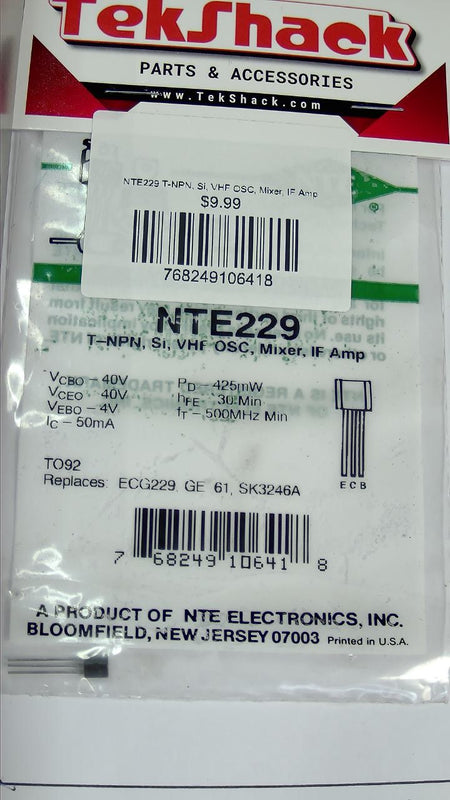 TekShack
PARTS & ACCESSORIES
www.TekShack.com
NTE229 T-NPN, Si, VHF OSC, Mixer, IF Amp
$9.99
768249106418
NTE229
T–NPN, Si, VHF OSC, Mixer, IF Amp
VCBO – 40V PD – 425mW
VCEO – 40V hFE – 30 Min
VEBO – 4V fT – 500MHz Min
IC – 50mA
E C B
TO92
Replaces: ECG229, GE–61, SK3246A
7 68249 10641 8
A PRODUCT OF NTE ELECTRONICS, INC.
BLOOMFIELD, NEW JERSEY 07003 Printed in U.S.A.